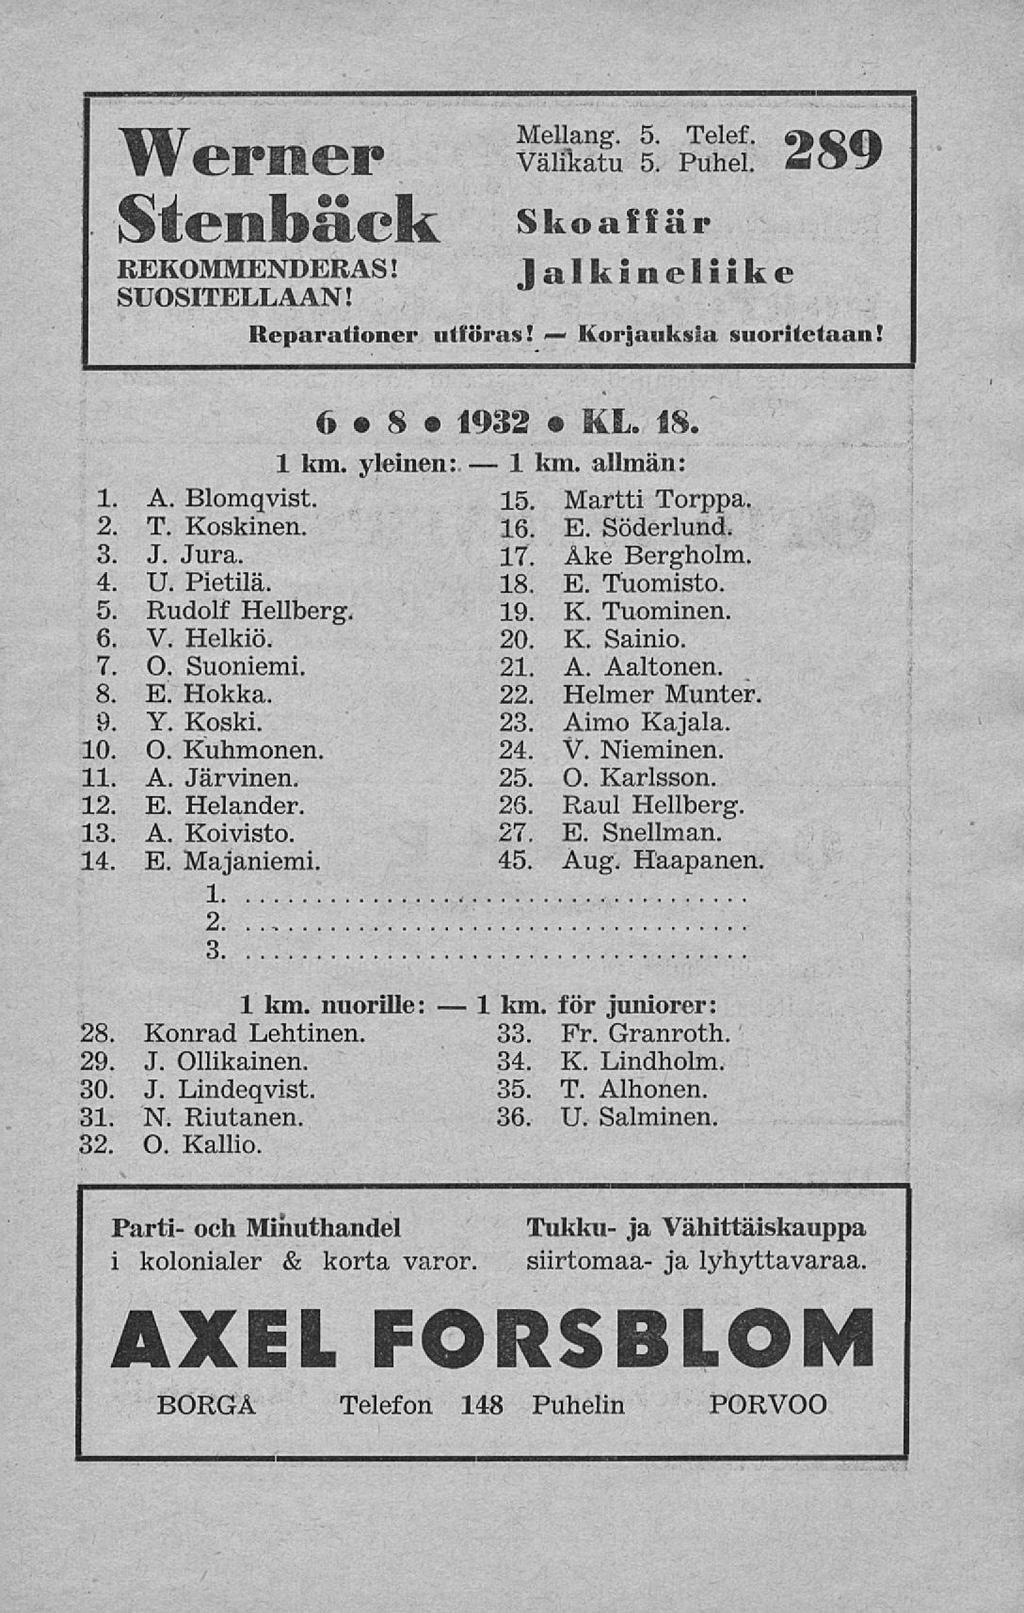 Werner
Stenbäck
REKOMMENDERAS!
SUOSITELLAAN!
Mellang. 5. Telef.
Välikatu 5. Puhel.
289
Skoaffär
Jalkineliike
Reparationer utföras! — Korjauksia suoritetaan!
6 • 8 • 1932 • KL. 18.
1 km. yleinen: — 1 km. allmän:
1. A. Blomqvist.
2. T. Koskinen.
3. J. Jura.
4. U. Pietilä.
5. Rudolf Hellberg.
6. V. Helkiö.
7. O. Suoniemi.
8. E. Hokka.
9. Y. Koski.
10. O. Kuhmonen.
11. A. Järvinen.
12. E. Helander.
13. A. Koivisto.
14. E. Majaniemi.
15. Martti Torppa.
16. E. Söderlund.
17. Åke Bergholm.
18. E. Tuomisto.
19. K. Tuominen.
20. K. Sainio.
21. A. Aaltonen.
22. Helmer Munter.
23. Aimo Kajala.
24. V. Nieminen.
25. O. Karlsson.
26. Raul Hellberg.
27. E. Snellman.
45. Aug. Haapanen.
1. ....................................
2. ....................................
3. ....................................
1 km. nuorille: — 1 km. för juniorer:
28. Konrad Lehtinen.
29. J. Ollikainen.
30. J. Lindeqvist.
31. N. Riutanen.
32. O. Kallio.
33. Fr. Granroth.
34. K. Lindholm.
35. T. Alhonen.
36. U. Salminen.
Parti- och Minuthandel
i kolonialer & korta varor.
Tukku- ja Vähittäiskauppa
siirtomaa- ja lyhyttavaraa.
AXEL FORSBLOM
BORGÅ Telefon 148 Puhelin PORVOO